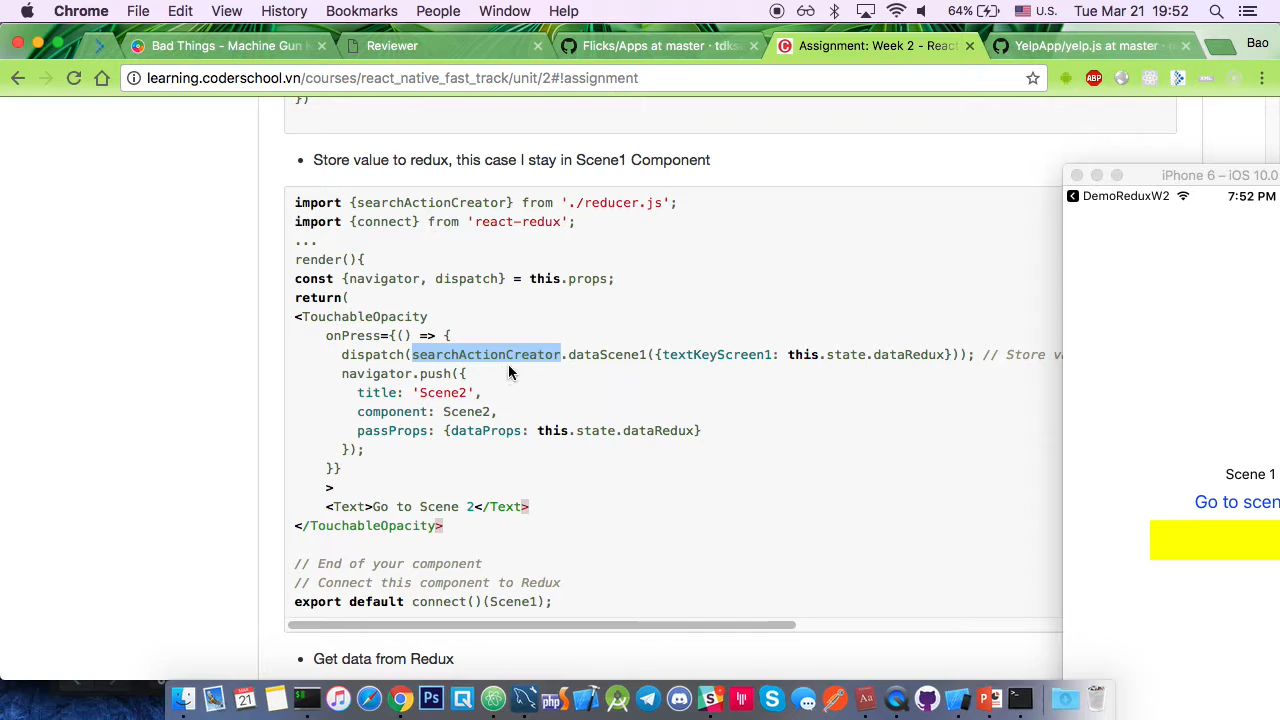 Chrome File Edit View History Bookmarks People Window Help 64% U.S. Tue Mar 21 19:52
Bad Things - Machine Gun Reviewer Flicks/Apps at master · tdks Assignment: Week 2 - Reac YelpApp/yelp.js at master · Bao
learning.coderschool.vn/courses/react_native_fast_track/unit/2#!assignment
})
• Store value to redux, this case I stay in Scene1 Component
import {searchActionCreator} from './reducer.js';
import {connect} from 'react-redux';
...
render(){
const {navigator, dispatch} = this.props;
return(
<TouchableOpacity
onPress={() => {
dispatch(searchActionCreator.dataScene1({textKeyScreen1: this.state.dataRedux})); // Store va
navigator.push({
title: 'Scene2',
component: Scene2,
passProps: {dataProps: this.state.dataRedux}
});
}}
>
<Text>Go to Scene 2</Text>
</TouchableOpacity>
// End of your component
// Connect this component to Redux
export default connect()(Scene1);
• Get data from Redux
iPhone 6 – iOS 10.0
DemoReduxW2 7:52 PM
Scene 1
Go to scen